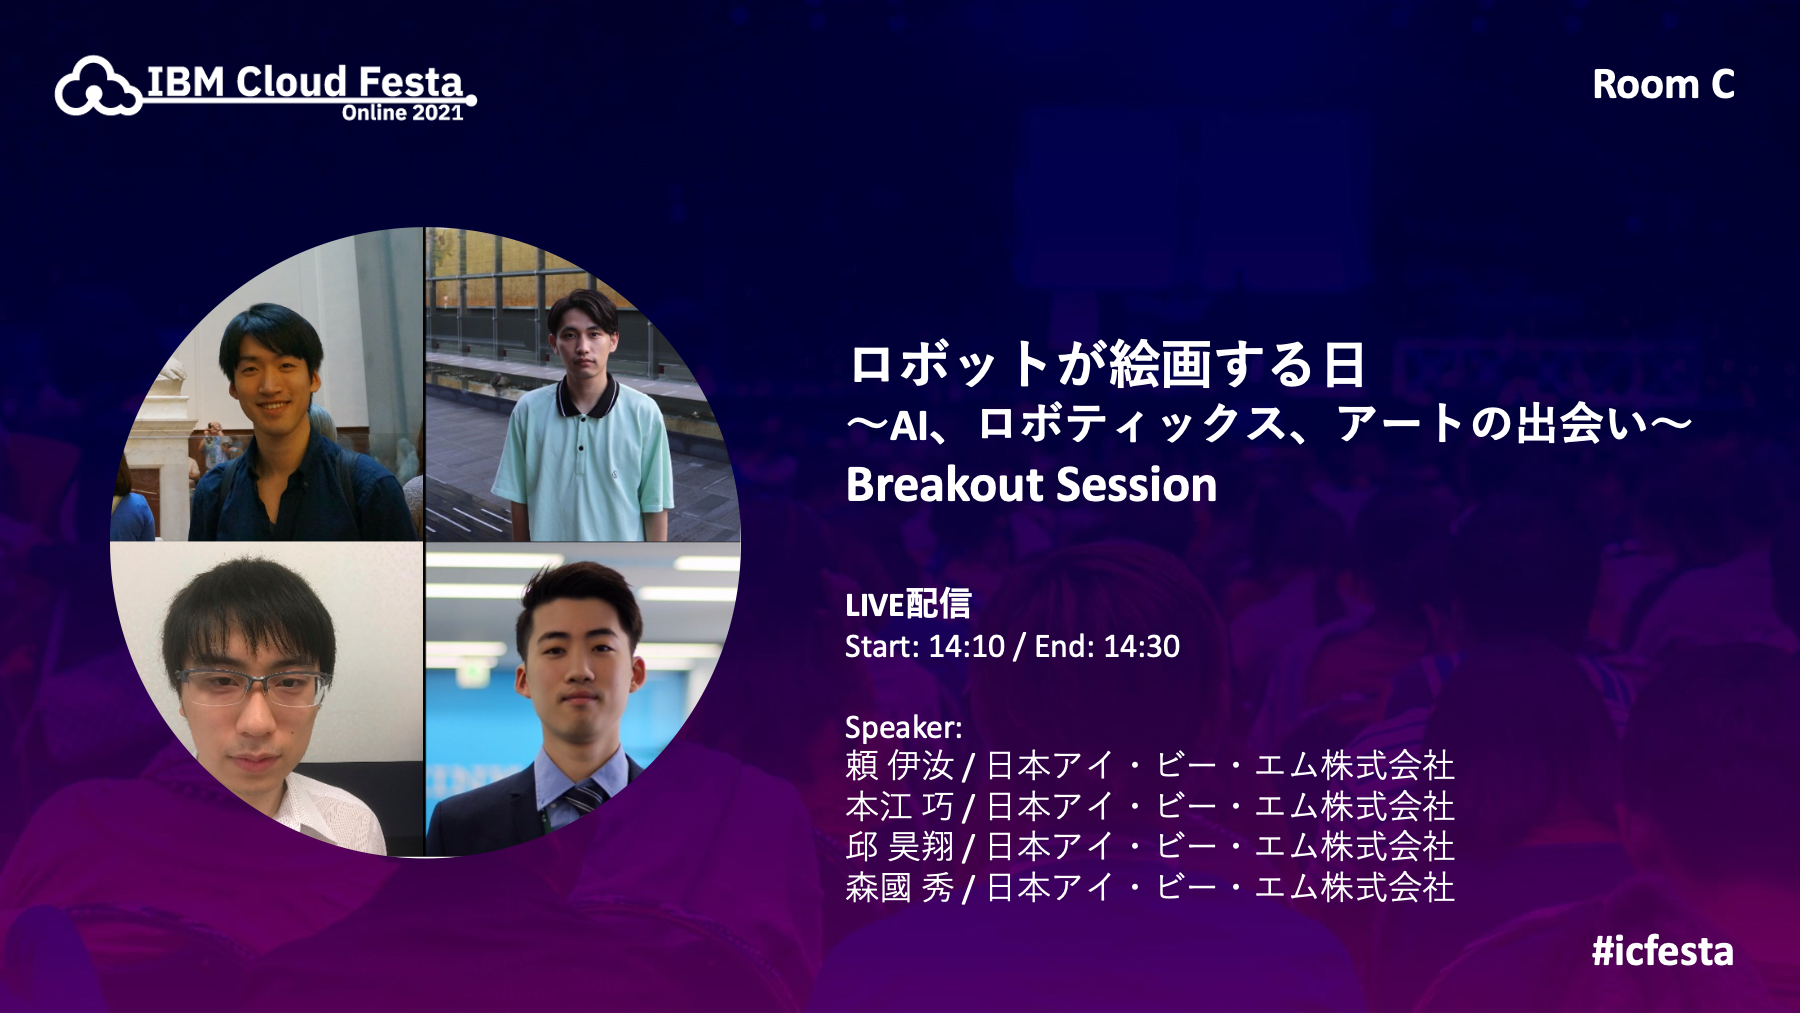 IBM Cloud Festa
Online 2021
Room C
ロボットが絵画する日
～AI、ロボティックス、アートの出会い～
Breakout Session
LIVE配信
Start: 14:10 / End: 14:30
Speaker:
頼 伊汝 / 日本アイ・ビー・エム株式会社
本江 巧 / 日本アイ・ビー・エム株式会社
邱 昊翔 / 日本アイ・ビー・エム株式会社
森國 秀 / 日本アイ・ビー・エム株式会社
#icfesta